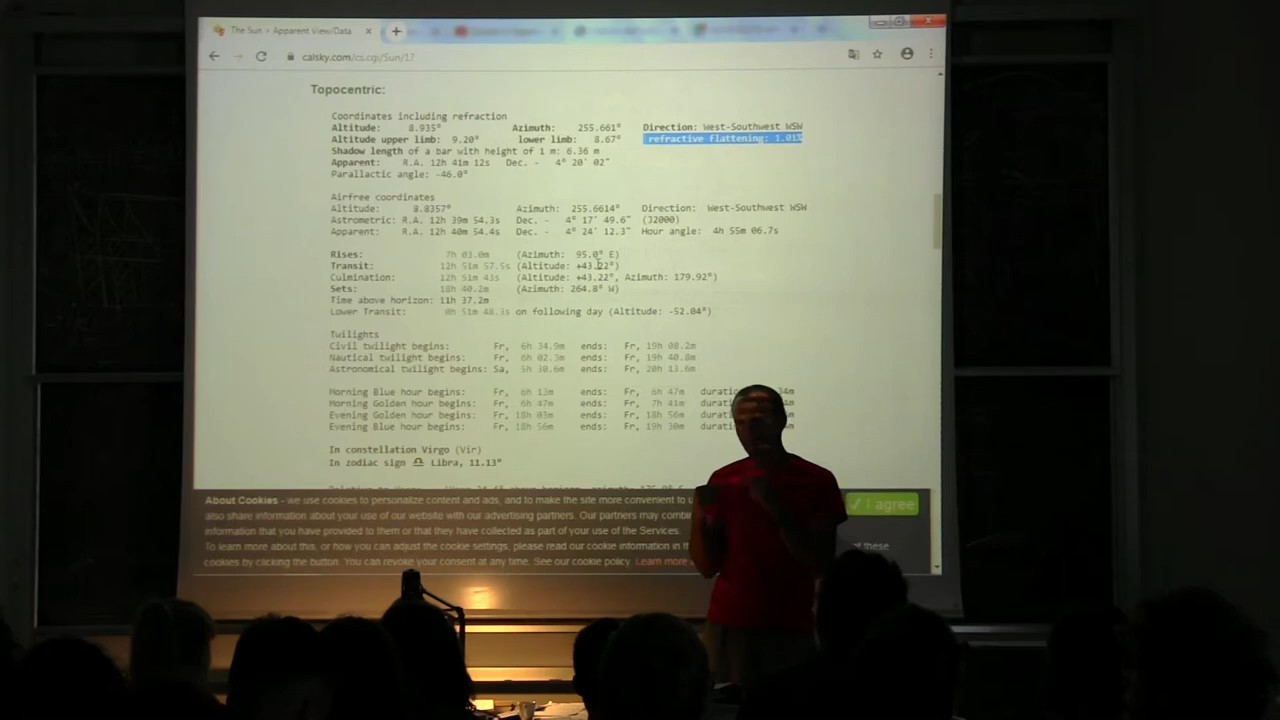 The Sun > Apparent View/Data
calsky.com/cs.cgi/Sun/1?
Topocentric:
Coordinates including refraction
Altitude: 8.935° Azimuth: 255.661° Direction: West-Southwest WSW
Altitude upper limb: 9.20° lower limb: 8.67° refractive flattening: 1.01%
Shadow length of a bar with height of 1 m: 6.36 m
Apparent: R.A. 12h 41m 12s Dec. - 4° 20' 02"
Parallactic angle: -46.0°
Airfree coordinates
Altitude: 8.8357° Azimuth: 255.6614° Direction: West-Southwest WSW
Astrometric: R.A. 12h 39m 54.3s Dec. - 4° 17' 49.6" (J2000)
Apparent: R.A. 12h 40m 54.4s Dec. - 4° 24' 12.3" Hour angle: 4h 55m 06.7s
Rises: 7h 03.0m (Azimuth: 95.0° E)
Transit: 12h 51m 57.5s (Altitude: +43.22°)
Culmination: 12h 51m 43s (Altitude: +43.22°, Azimuth: 179.92°)
Sets: 18h 40.2m (Azimuth: 264.8° W)
Time above horizon: 11h 37.2m
Lower Transit: 0h 51m 48.3s on following day (Altitude: -52.04°)
Twilights
Civil twilight begins: Fr, 6h 34.9m ends: Fr, 19h 08.2m
Nautical twilight begins: Fr, 6h 02.3m ends: Fr, 19h 40.8m
Astronomical twilight begins: Sa, 5h 30.6m ends: Fr, 20h 13.6m
Morning Blue hour begins: Fr, 6h 13m ends: Fr, 6h 47m 34m
Morning Golden hour begins: Fr, 6h 47m ends: Fr, 7h 41m
Evening Golden hour begins: Fr, 18h 03m ends: Fr, 18h 56m
Evening Blue hour begins: Fr, 18h 56m ends: Fr, 19h 30m
In constellation Virgo (Vir)
In zodiac sign ♎ Libra, 11.13°
About Cookies - we use cookies to personalize content and ads, and to make the site more convenient to
also share information about your use of our website with our advertising partners. Our partners may
information that you have provided to them or that they have collected as part of your use of the Services.
To learn more about this, or how you can adjust the cookie settings, please read our cookie information in of these
cookies by clicking the button. You can revoke your consent at any time. See our cookie policy. Learn more
✓ I agree